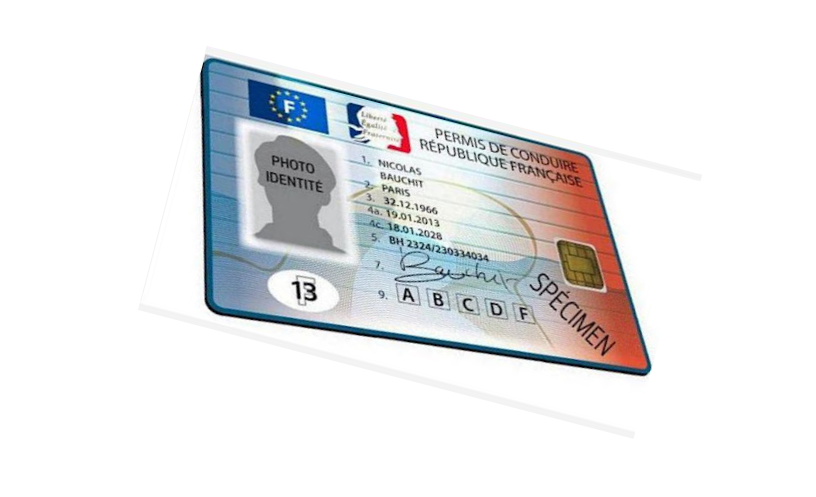 F
Liberté
Égalité
Fraternité
PERMIS DE CONDUIRE
RÉPUBLIQUE FRANÇAISE
PHOTO
IDENTITÉ
1. NICOLAS
BAUCHIT
2. PARIS
3. 32.12.1966
4a. 19.01.2013
4c. 18.01.2028
5. BH 2324/230334034
7. Bauchit
9. A B C D F
13
SPÉCIMEN